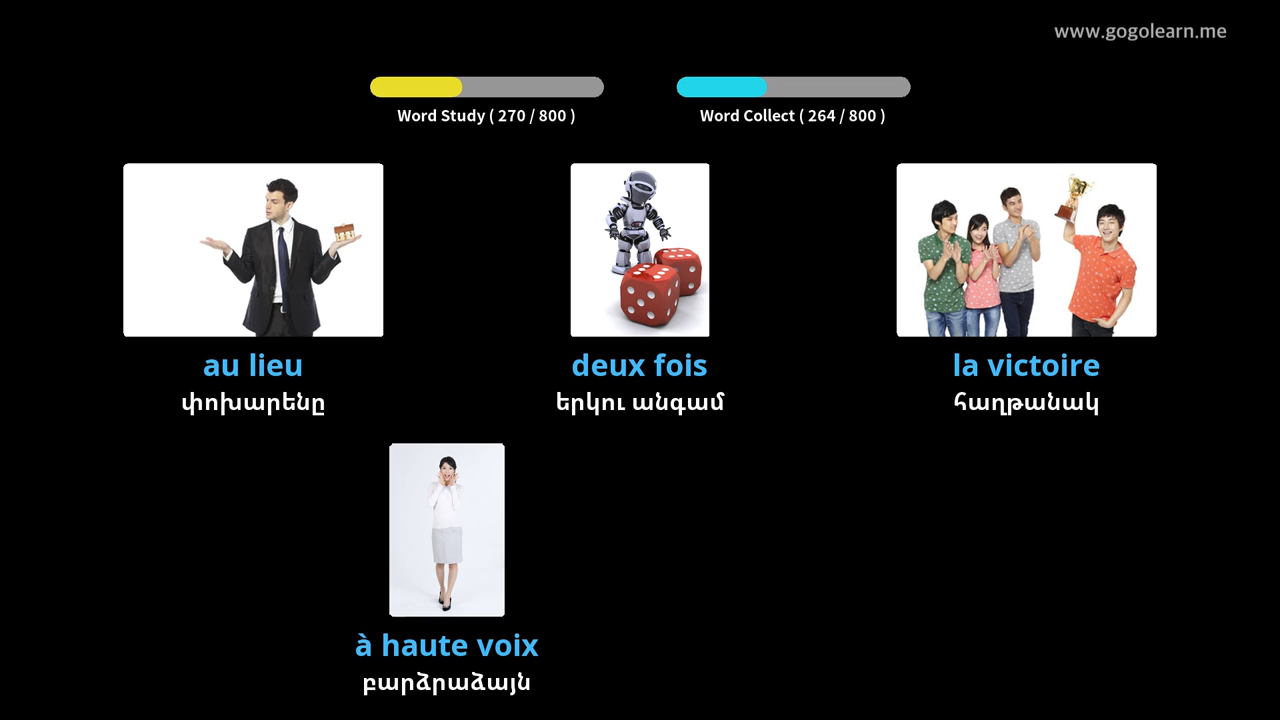 www.gogolearn.me
Word Study ( 270 / 800 )
Word Collect ( 264 / 800 )
au lieu
փոխարենը
deux fois
երկու անգամ
la victoire
հաղթանակ
à haute voix
բարձրաձայն